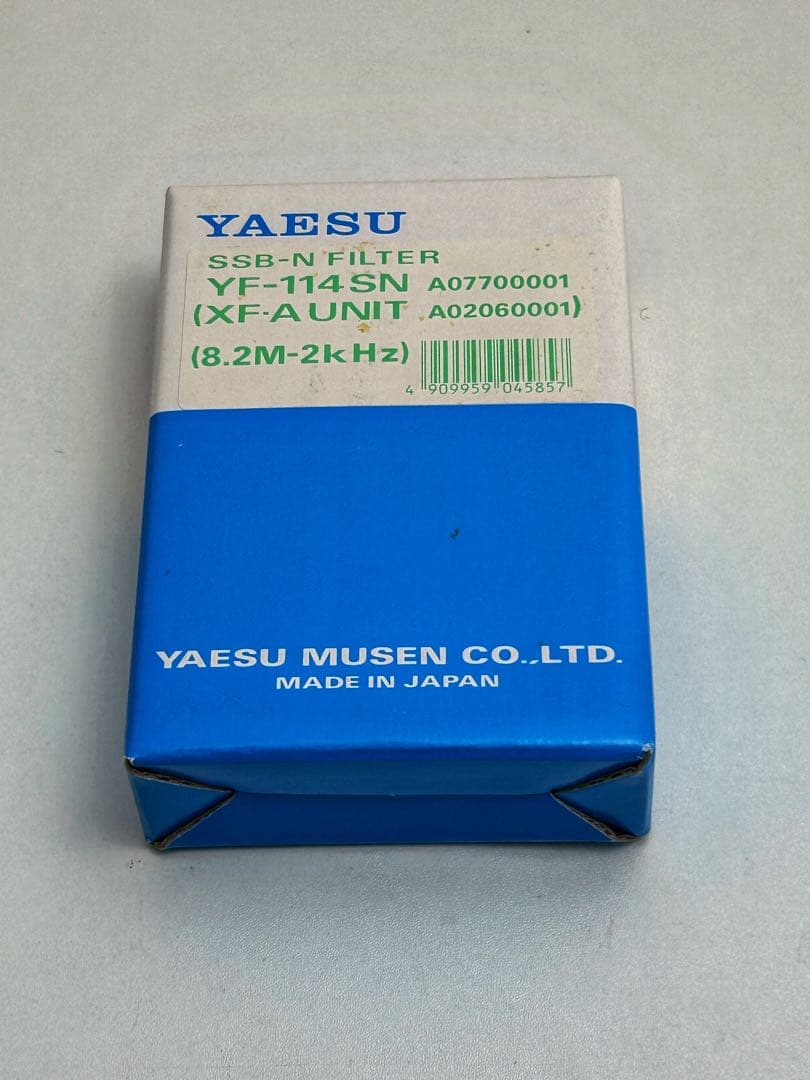 YAESU
SSB-N FILTER
YF-114SN A07700001
(XF·A UNIT A02060001)
(8.2M-2kHz)
4 909959 045857
YAESU MUSEN CO.,LTD.
MADE IN JAPAN